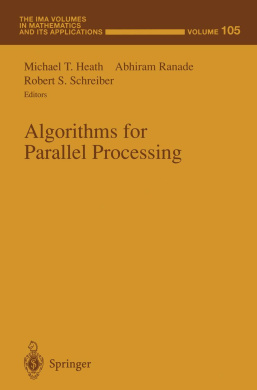 THE IMA VOLUMES
IN MATHEMATICS
AND ITS APPLICATIONS
VOLUME 105
Michael T. Heath Abhiram Ranade
Robert S. Schreiber
Editors
Algorithms for
Parallel Processing
Springer